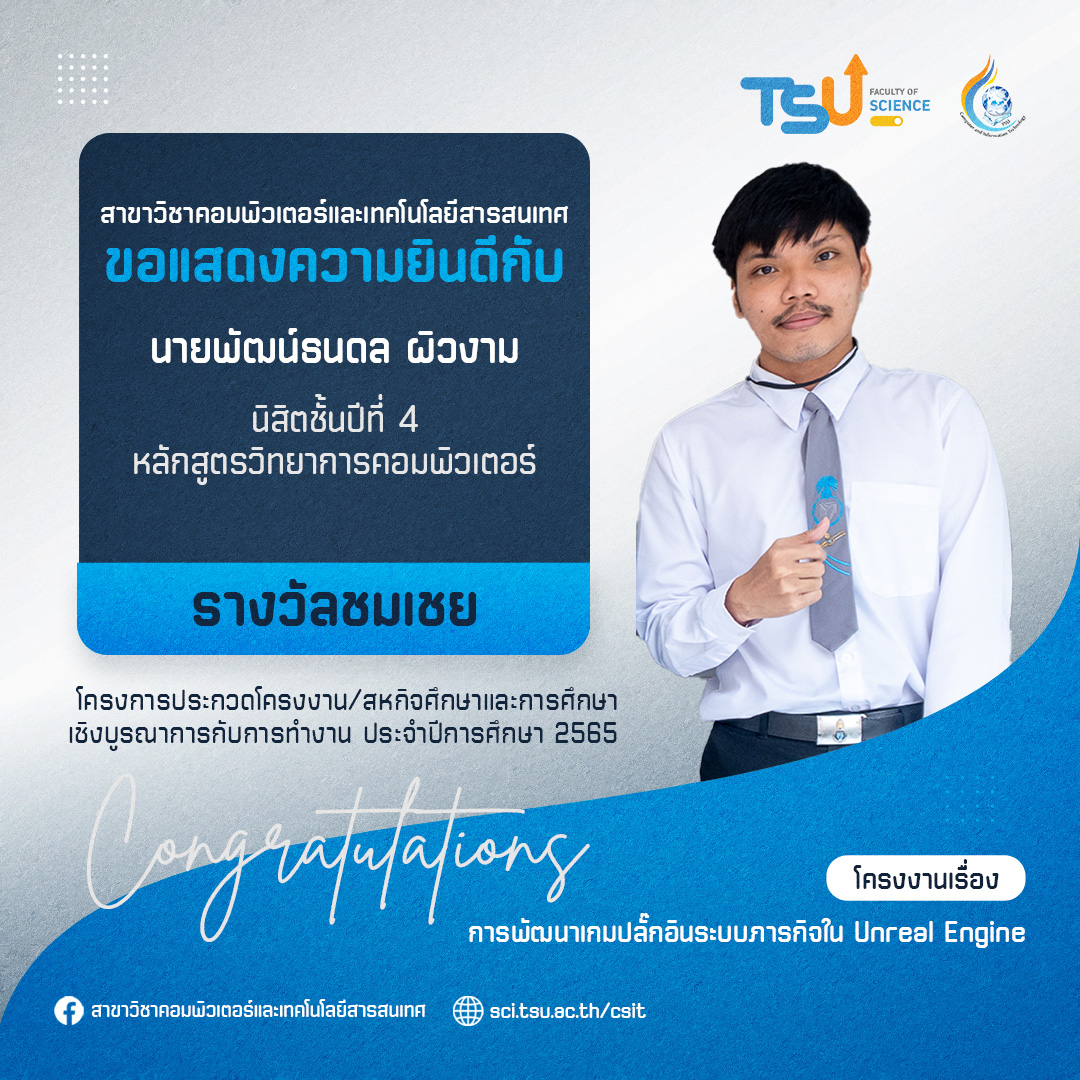 TSU
FACULTY OF
SCIENCE
Computer and Information Technology
TSU
สาขาวิชาคอมพิวเตอร์และเทคโนโลยีสารสนเทศ
ขอแสดงความยินดีกับ
นายพัฒน์ธนดล ผิวงาม
นิสิตชั้นปีที่ 4
หลักสูตรวิทยาการคอมพิวเตอร์
รางวัลชมเชย
โครงการประกวดโครงงาน/สหกิจศึกษาและการศึกษา
เชิงบูรณาการกับการทำงาน ประจำปีการศึกษา 2565
Congratulations
โครงงานเรื่อง
การพัฒนาเกมปลั๊กอินระบบภารกิจใน Unreal Engine
สาขาวิชาคอมพิวเตอร์และเทคโนโลยีสารสนเทศ
sci.tsu.ac.th/csit